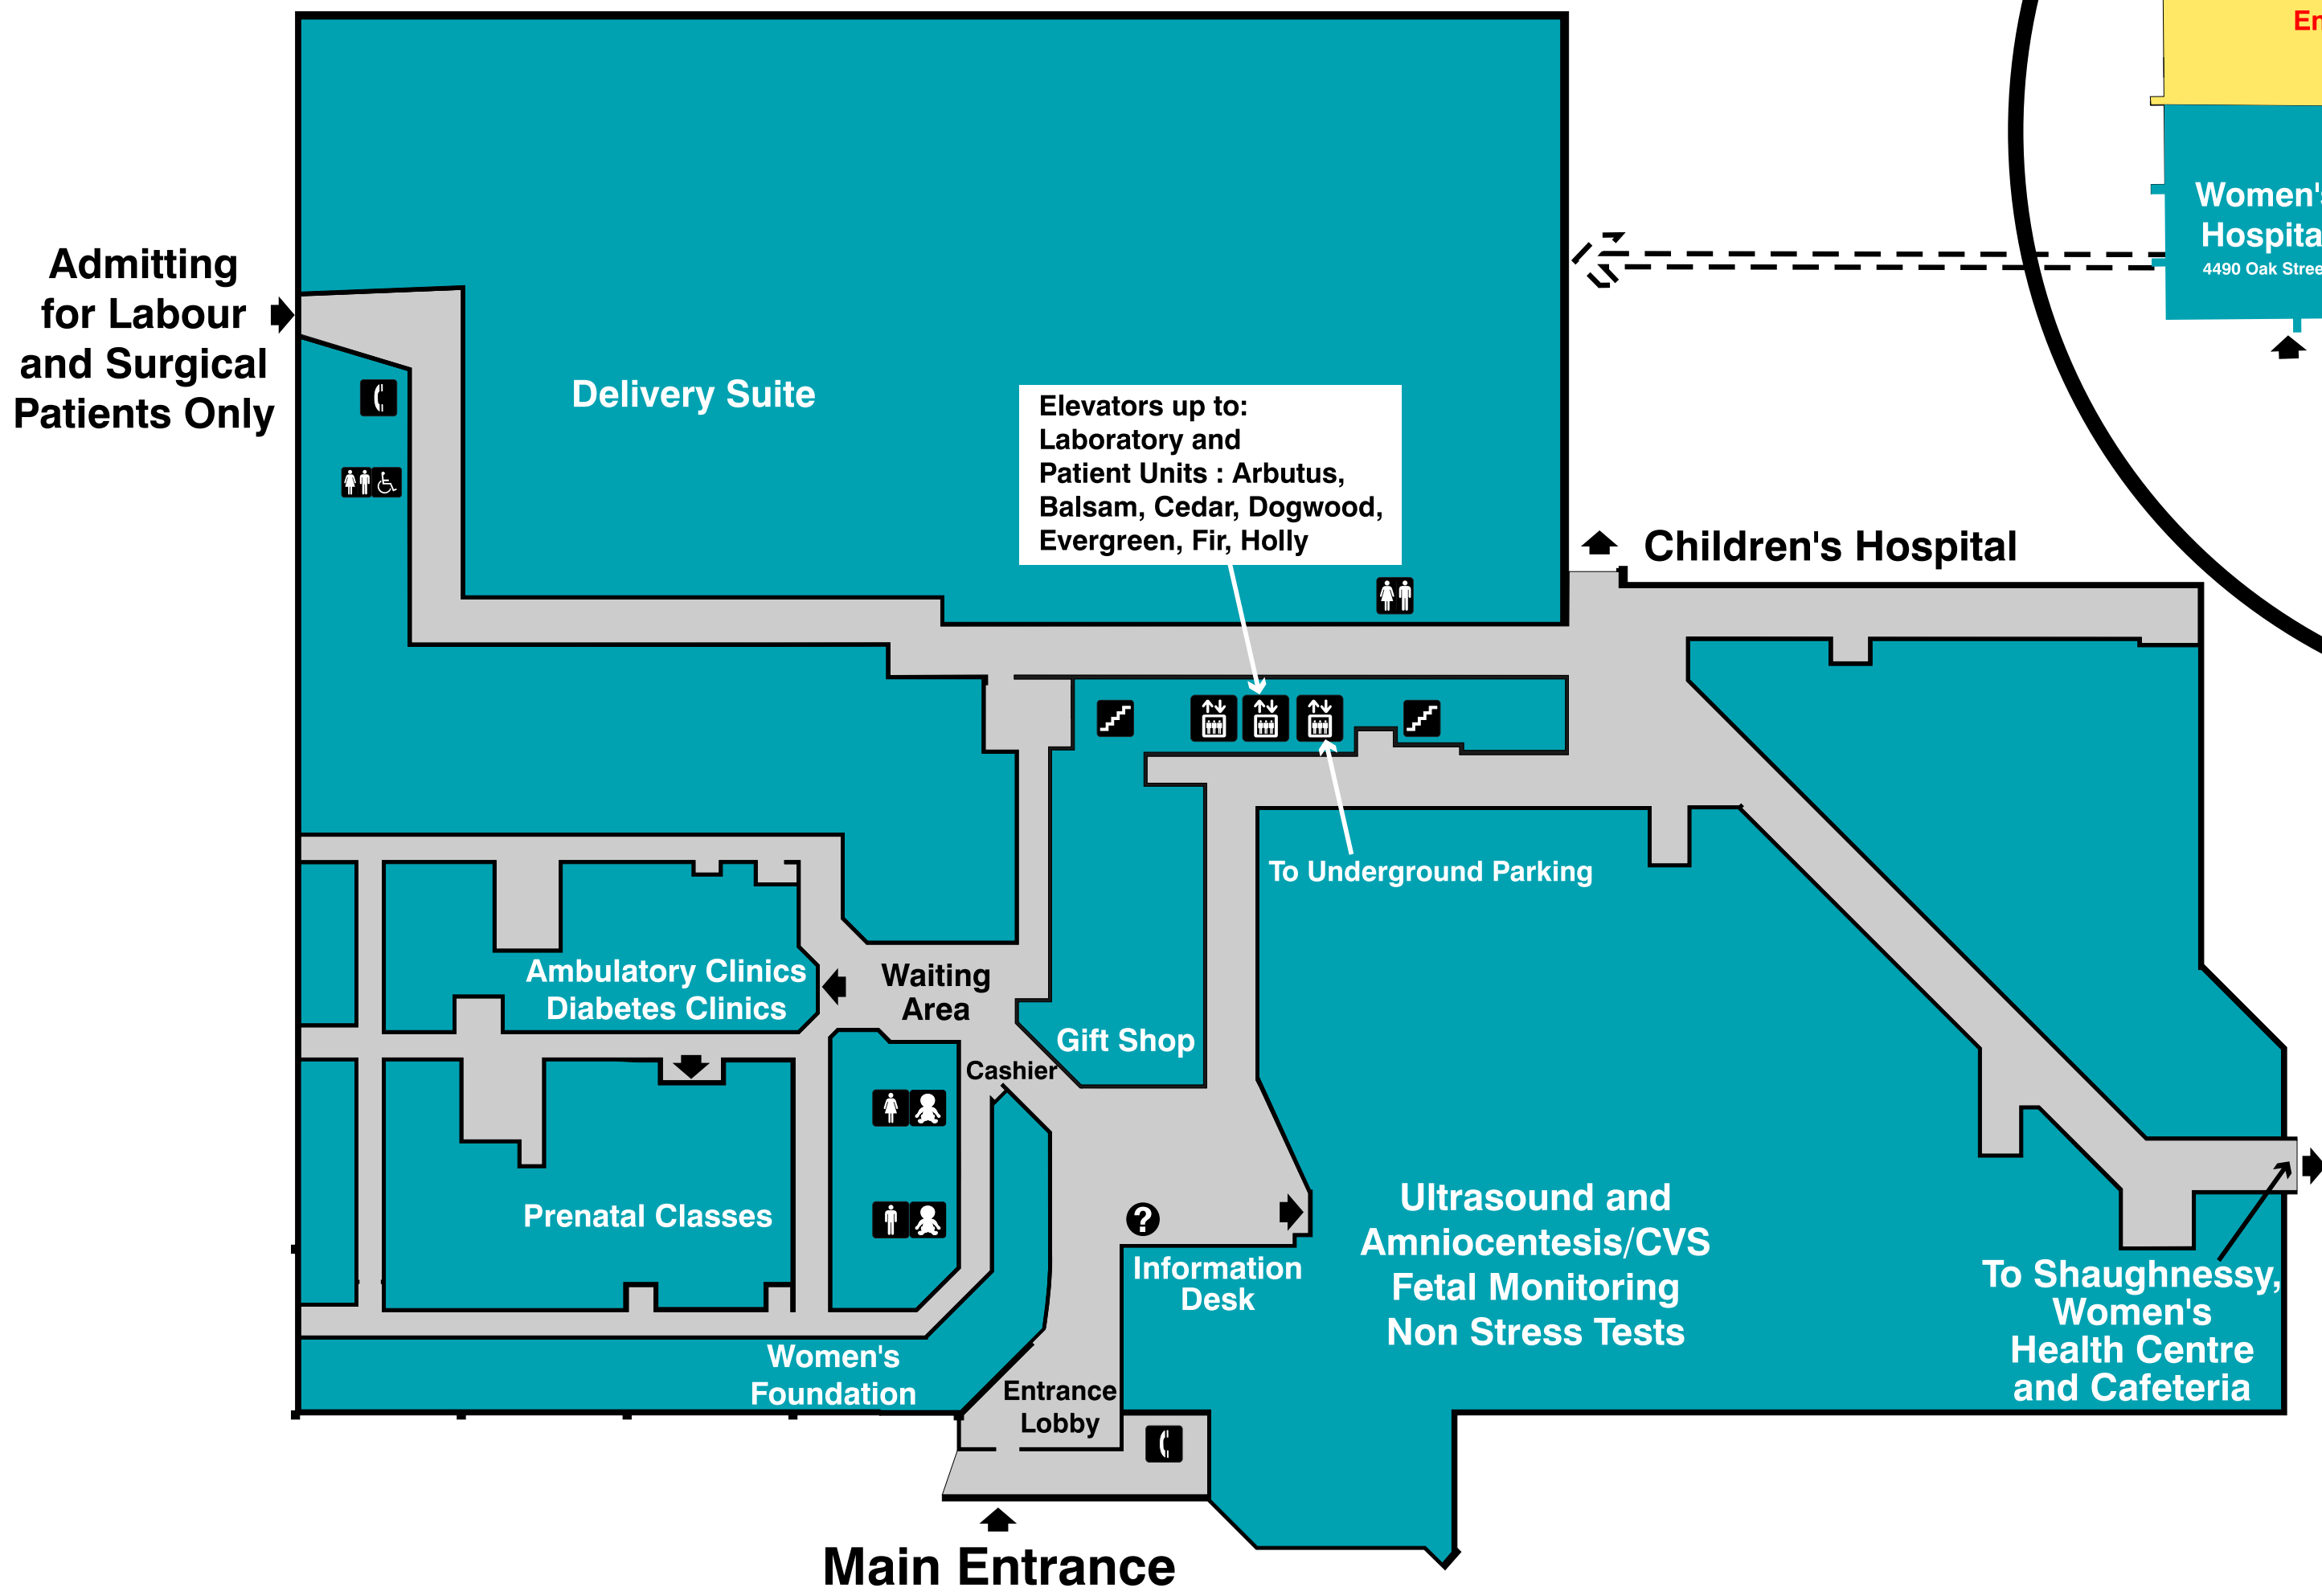 Admitting
for Labour
and Surgical
Patients Only
Delivery Suite
Elevators up to:
Laboratory and
Patient Units : Arbutus,
Balsam, Cedar, Dogwood,
Evergreen, Fir, Holly
Women's
Hospita
4490 Oak Stree
Children's Hospital
To Underground Parking
Ambulatory Clinics
Diabetes Clinics
Waiting
Area
Gift Shop
Cashier
Prenatal Classes
?
Information
Desk
Ultrasound and
Amniocentesis/CVS
Fetal Monitoring
Non Stress Tests
To Shaughnessy,
Women's
Health Centre
and Cafeteria
Women's
Foundation
Entrance
Lobby
Main Entrance